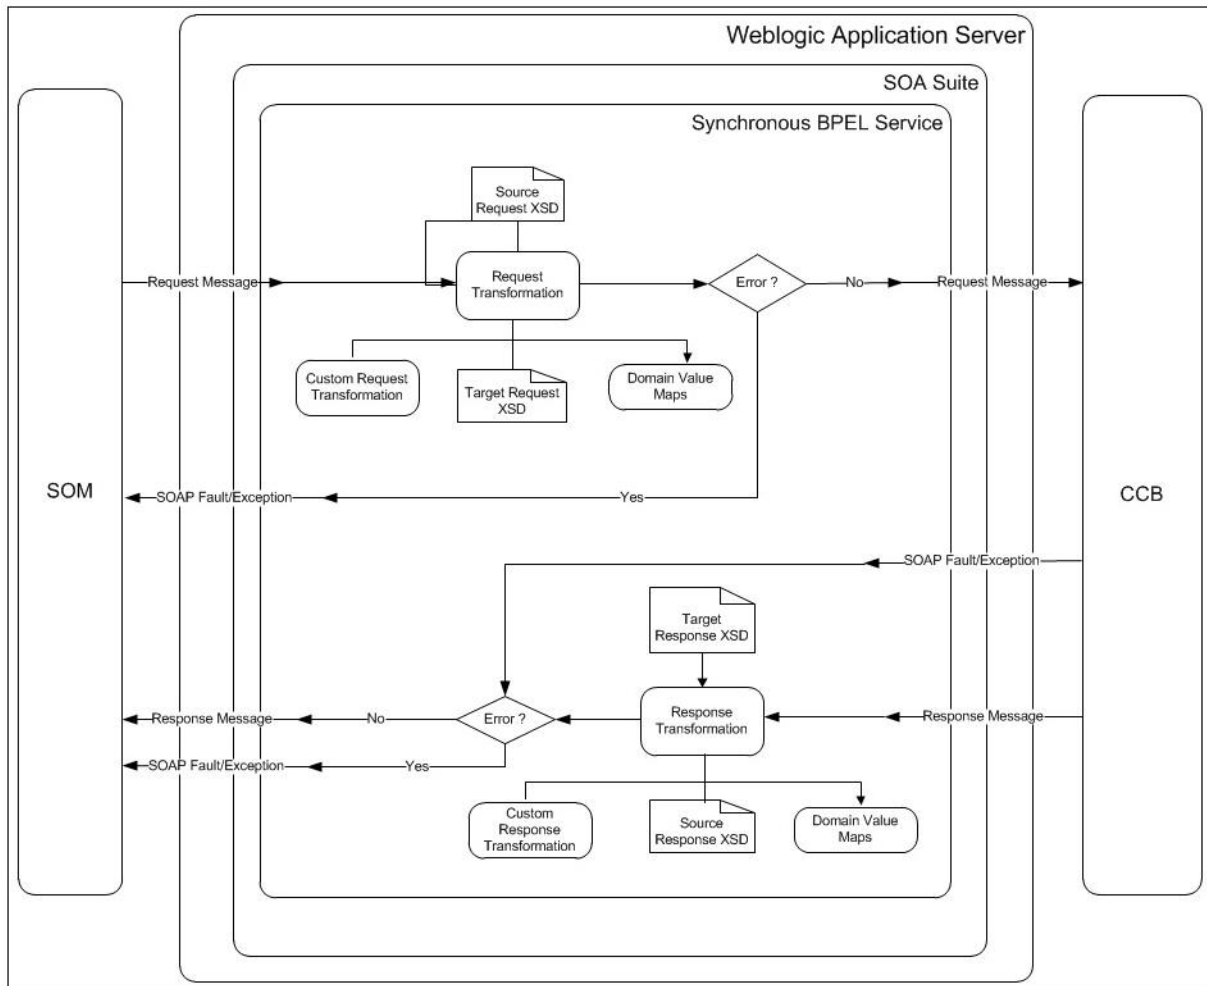 Weblogic Application Server
SOA Suite
Synchronous BPEL Service
Source
Request XSD
Request Message
Request
Transformation
Error ?
No
Request Message
Custom Request
Transformation
Target Request
XSD
Domain Value
Maps
SOM
CCB
SOAP Fault/Exception
Yes
SOAP Fault/Exception
Target
Response XSD
Response Message
No
Error ?
Response
Transformation
Response Message
SOAP Fault/Exception
Yes
Custom
Response
Transformation
Source
Response XSD
Domain Value
Maps